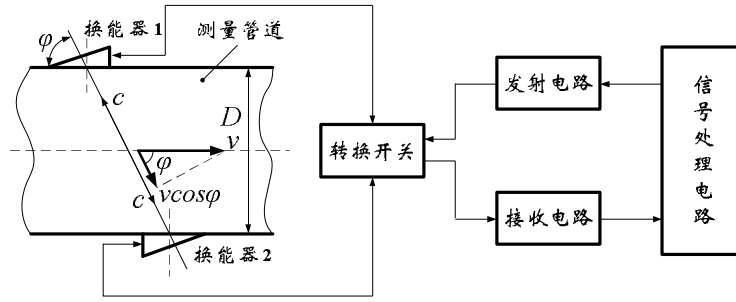 换能器1
φ
测量管道
c
D
v
φ
vcosφ
c
换能器2
转换开关
发射电路
接收电路
信号处理电路